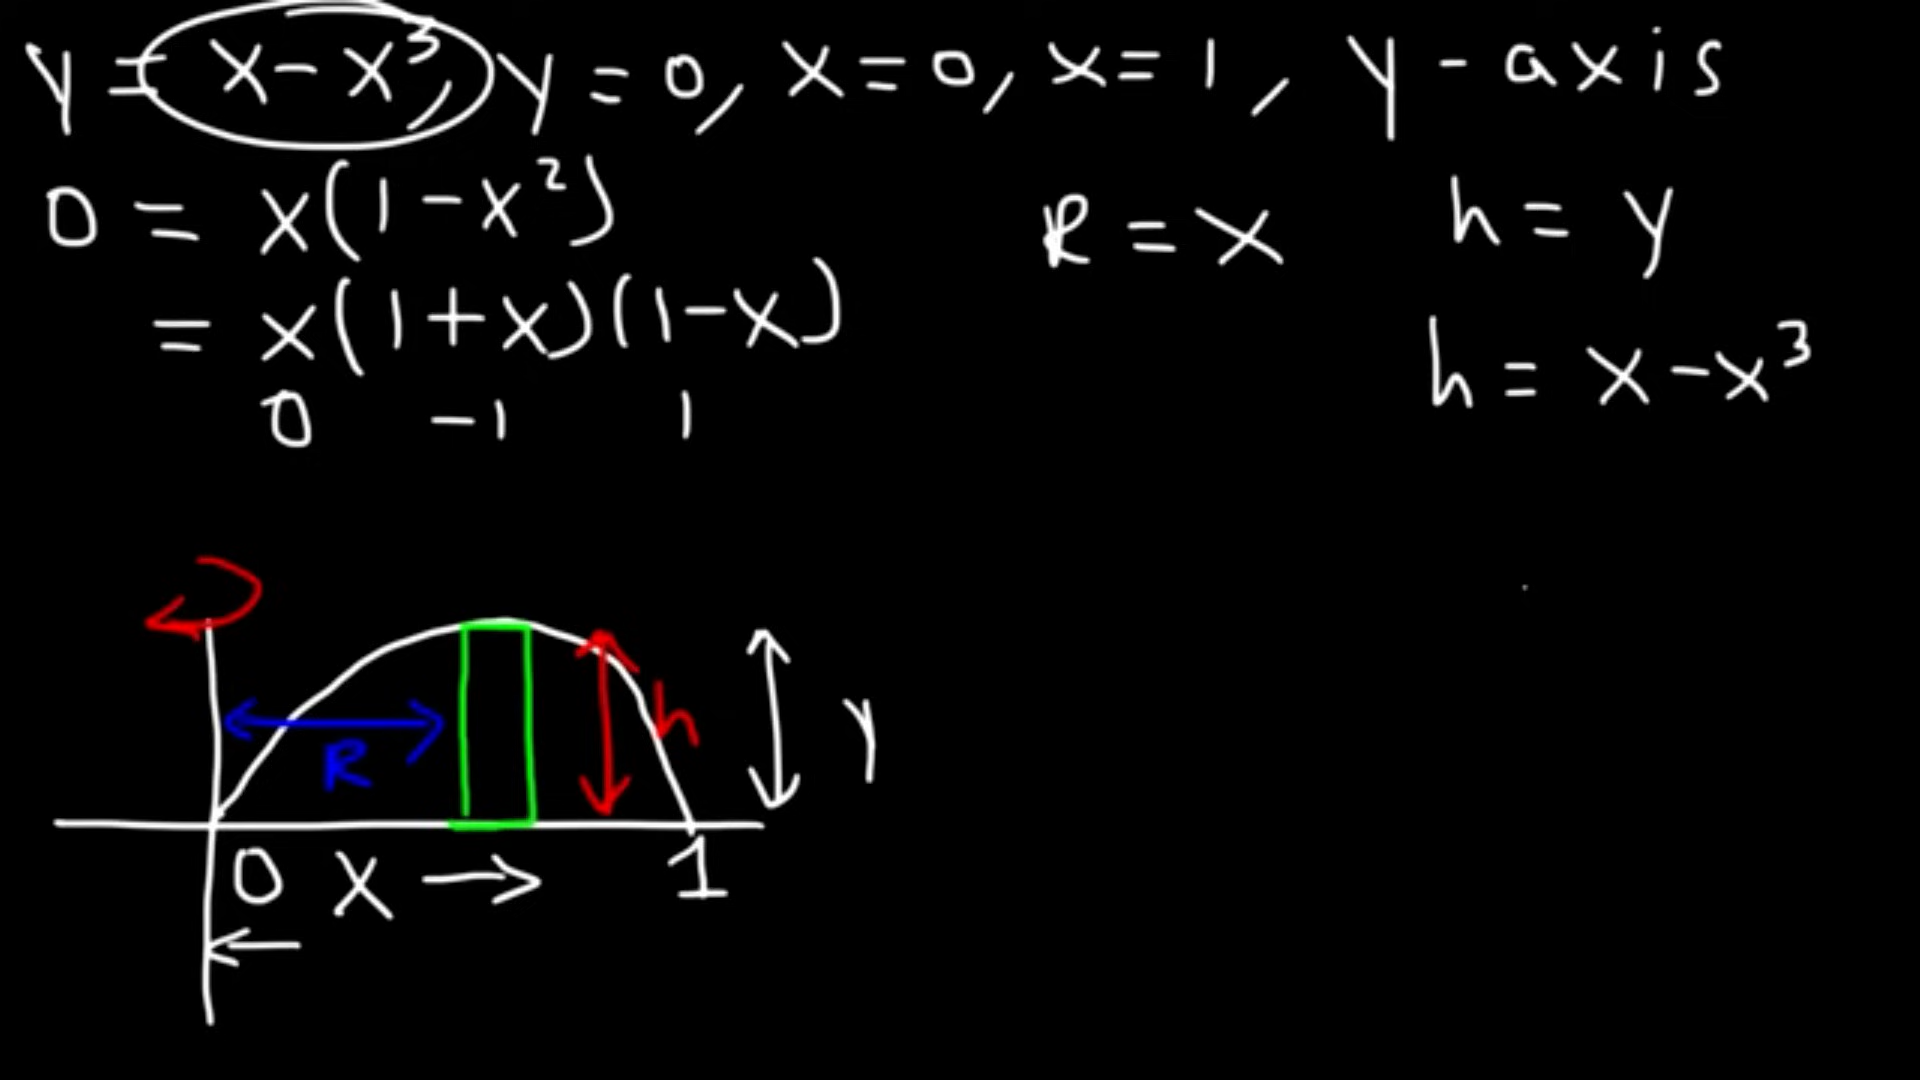 y = x - x³, y = 0, x = 0, x = 1, y - axis
0 = x(1 - x²)
= x(1 + x)(1 - x)
0 -1 1
R = x
h = y
h = x - x³
R
h
y
0 x → 1